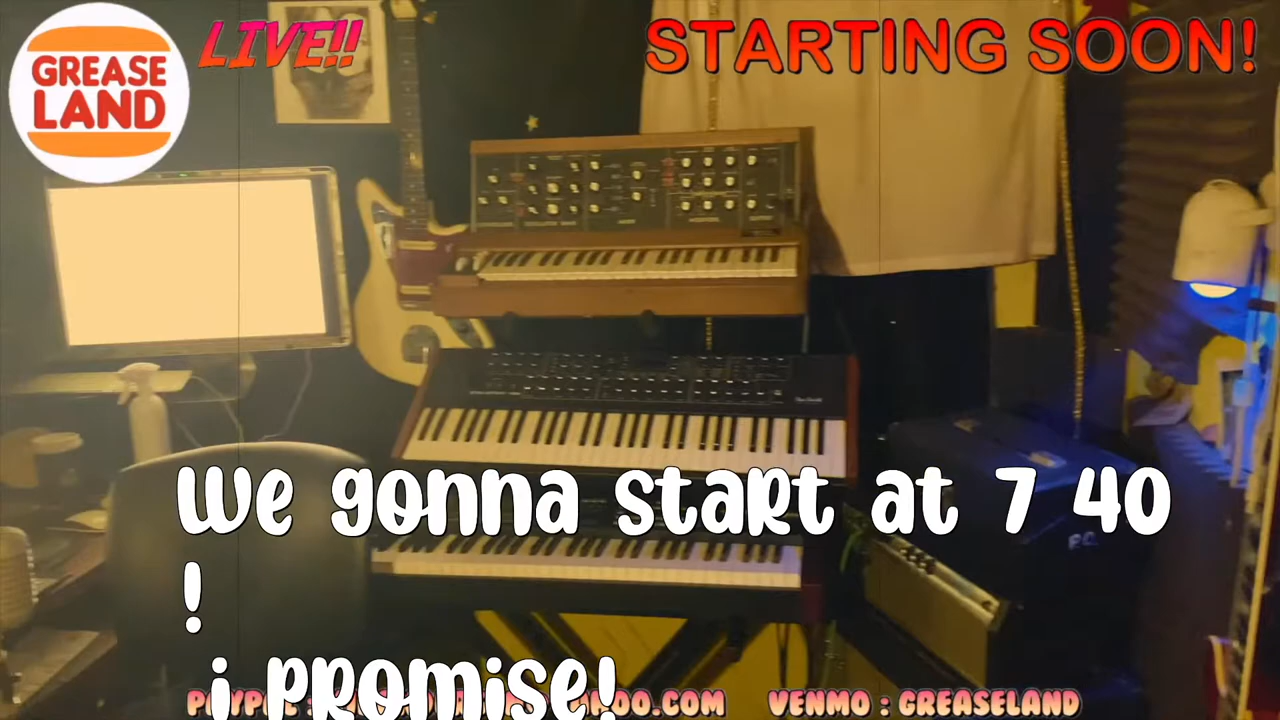 GREASE
LAND
LIVE!!
STARTING SOON!
We gonna start at 7 40
!
i promise!
VENMO : GREASELAND